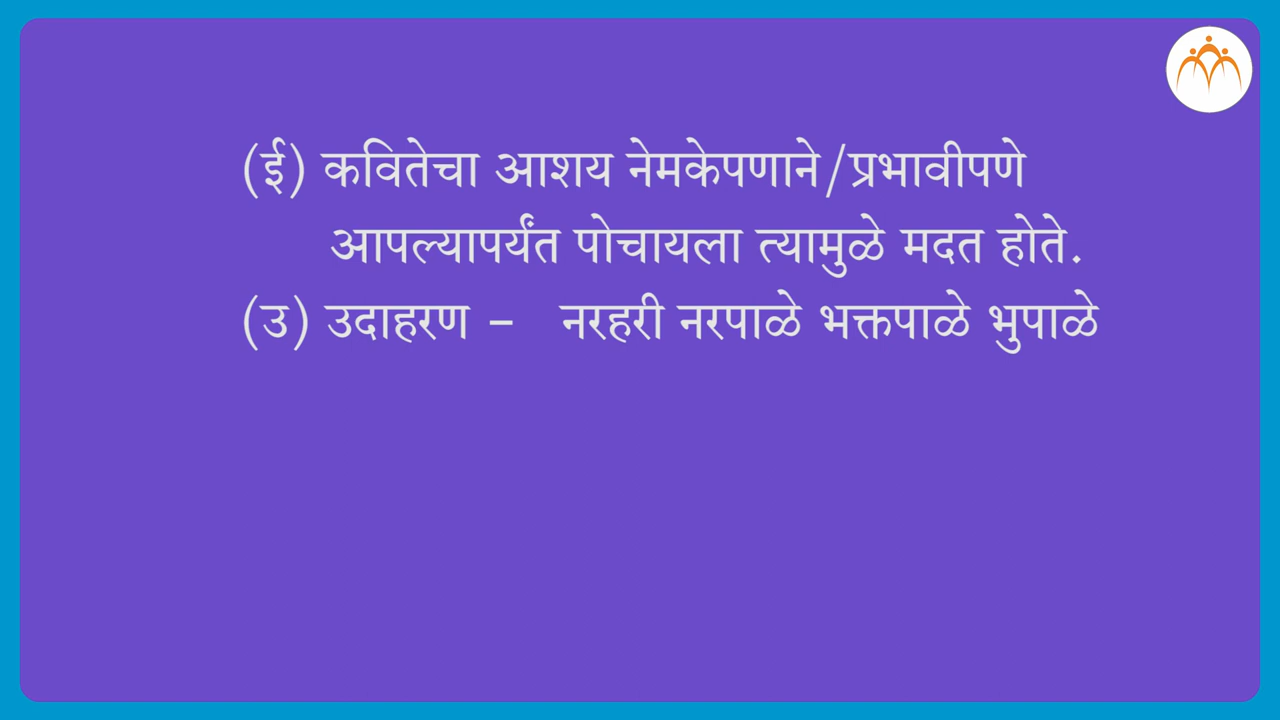 (ई) कवितेचा आशय नेमकेपणाने/प्रभावीपणे
आपल्यापर्यंत पोचायला त्यामुळे मदत होते.
(उ) उदाहरण - नरहरी नरपाळे भक्तपाळे भुपाळे